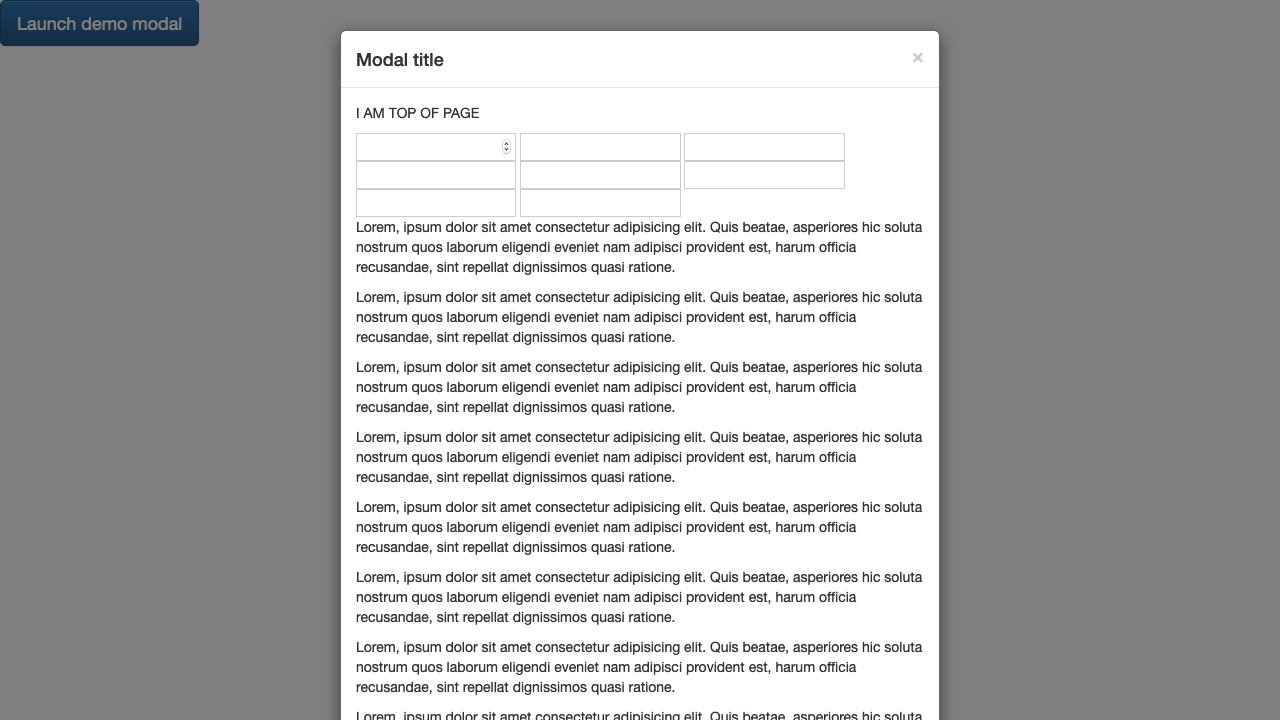 Launch demo modal
Modal title
×
I AM TOP OF PAGE
Lorem, ipsum dolor sit amet consectetur adipisicing elit. Quis beatae, asperiores hic soluta
nostrum quos laborum eligendi eveniet nam adipisci provident est, harum officia
recusandae, sint repellat dignissimos quasi ratione.
Lorem, ipsum dolor sit amet consectetur adipisicing elit. Quis beatae, asperiores hic soluta
nostrum quos laborum eligendi eveniet nam adipisci provident est, harum officia
recusandae, sint repellat dignissimos quasi ratione.
Lorem, ipsum dolor sit amet consectetur adipisicing elit. Quis beatae, asperiores hic soluta
nostrum quos laborum eligendi eveniet nam adipisci provident est, harum officia
recusandae, sint repellat dignissimos quasi ratione.
Lorem, ipsum dolor sit amet consectetur adipisicing elit. Quis beatae, asperiores hic soluta
nostrum quos laborum eligendi eveniet nam adipisci provident est, harum officia
recusandae, sint repellat dignissimos quasi ratione.
Lorem, ipsum dolor sit amet consectetur adipisicing elit. Quis beatae, asperiores hic soluta
nostrum quos laborum eligendi eveniet nam adipisci provident est, harum officia
recusandae, sint repellat dignissimos quasi ratione.
Lorem, ipsum dolor sit amet consectetur adipisicing elit. Quis beatae, asperiores hic soluta
nostrum quos laborum eligendi eveniet nam adipisci provident est, harum officia
recusandae, sint repellat dignissimos quasi ratione.
Lorem, ipsum dolor sit amet consectetur adipisicing elit. Quis beatae, asperiores hic soluta
nostrum quos laborum eligendi eveniet nam adipisci provident est, harum officia
recusandae, sint repellat dignissimos quasi ratione.
Lorem, ipsum dolor sit amet consectetur adipisicing elit. Quis beatae, asperiores hic soluta